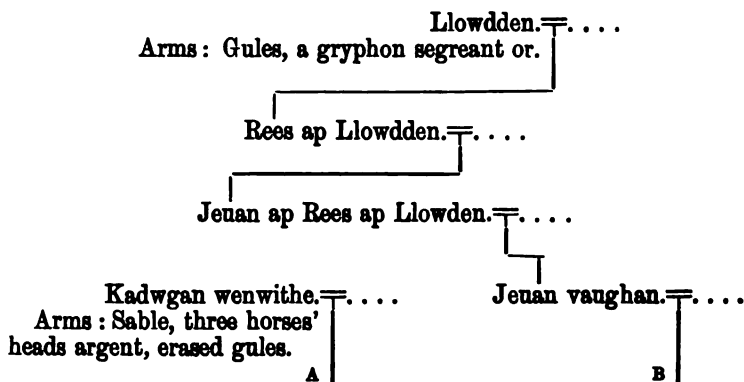 Llowdden.=. . . .
Arms : Gules, a gryphon segreant or.
Rees ap Llowdden.=. . . .
Jeuan ap Rees ap Llowden.=. . . .
Kadwgan wenwithe.=. . . . Jeuan vaughan.=. . . .
Arms : Sable, three horses'
heads argent, erased gules.
A B